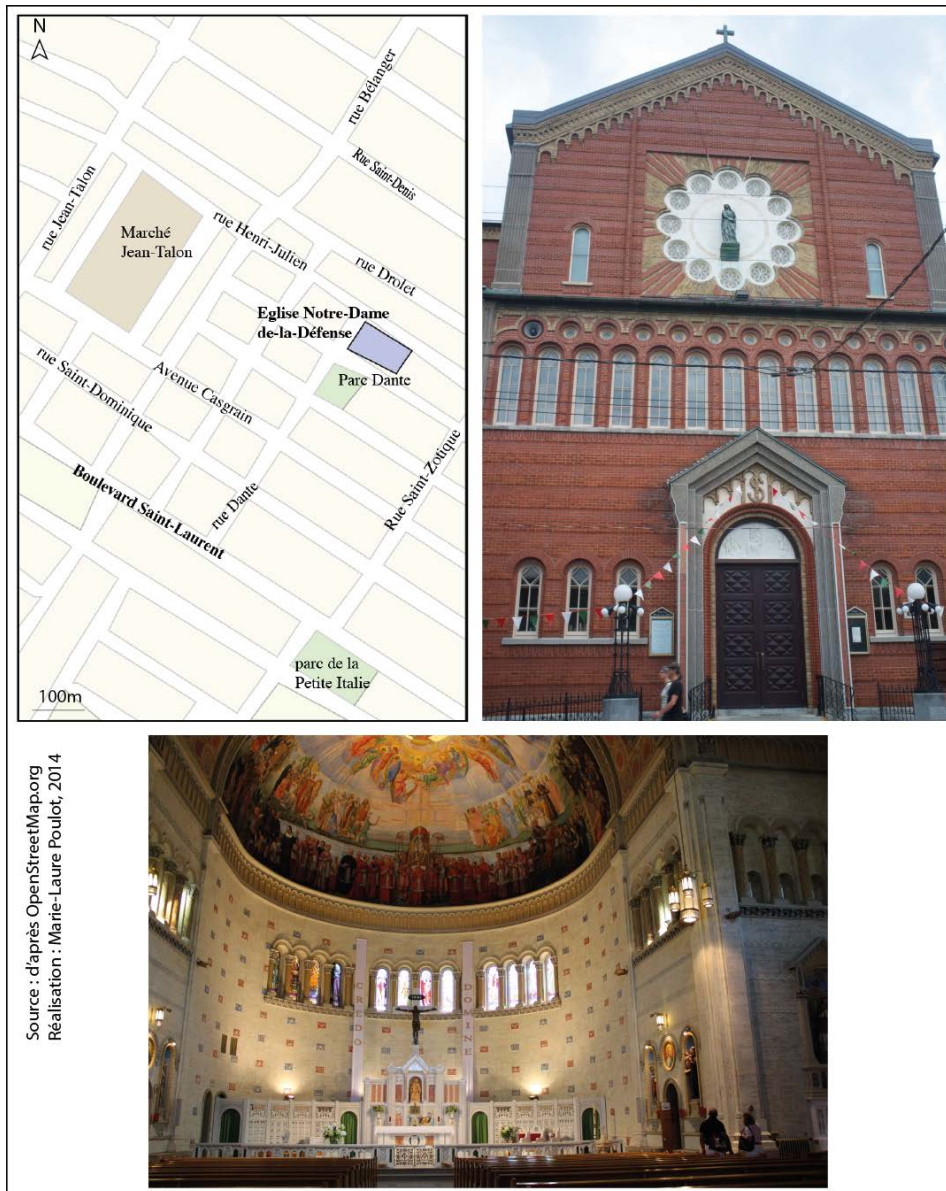 N
rue Bélanger
Rue Saint-Denis
rue Jean-Talon
Marché
Jean-Talon
rue Henri-Julien
rue Drolet
Eglise Notre-Dame
de-la-Défense
Parc Dante
Avenue Casgrain
rue Saint-Dominique
Boulevard Saint-Laurent
rue Dante
Rue Saint-Zotique
parc de la
Petite Italie
100m
IHS
Source : d'après OpenStreetMap.org
Réalisation : Marie-Laure Poulot, 2014
CREDO
DOMINE